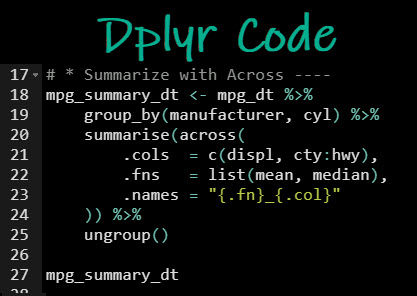 Dplyr Code
17 # * Summarize with Across ----
18 mpg_summary_dt <- mpg_dt %>%
19     group_by(manufacturer, cyl) %>%
20     summarise(across(
21         .cols  = c(displ, cty:hwy),
22         .fns   = list(mean, median),
23         .names = "{.fn}_{.col}"
24     )) %>%
25     ungroup()
26
27 mpg_summary_dt
28